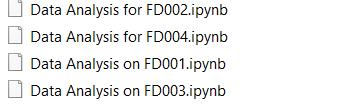 Data Analysis for FD002.ipynb
Data Analysis for FD004.ipynb
Data Analysis on FD001.ipynb
Data Analysis on FD003.ipynb